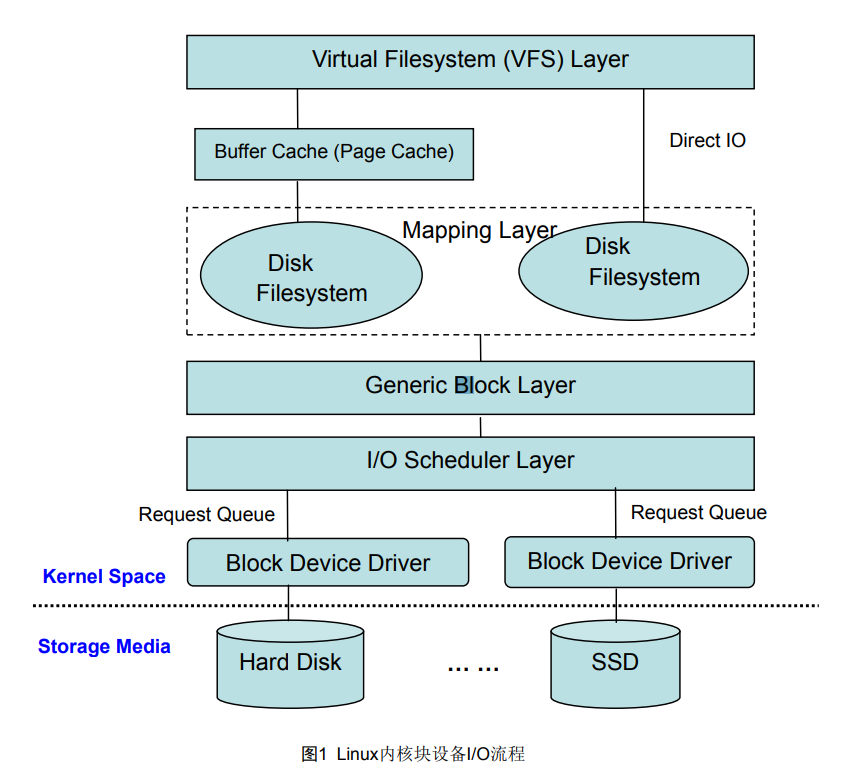 Virtual Filesystem (VFS) Layer
Buffer Cache (Page Cache)
Direct IO
Mapping Layer
Disk
Filesystem
Disk
Filesystem
Generic Block Layer
I/O Scheduler Layer
Request Queue
Request Queue
Block Device Driver
Block Device Driver
Kernel Space
Storage Media
Hard Disk
... ...
SSD
图1 Linux内核块设备I/O流程